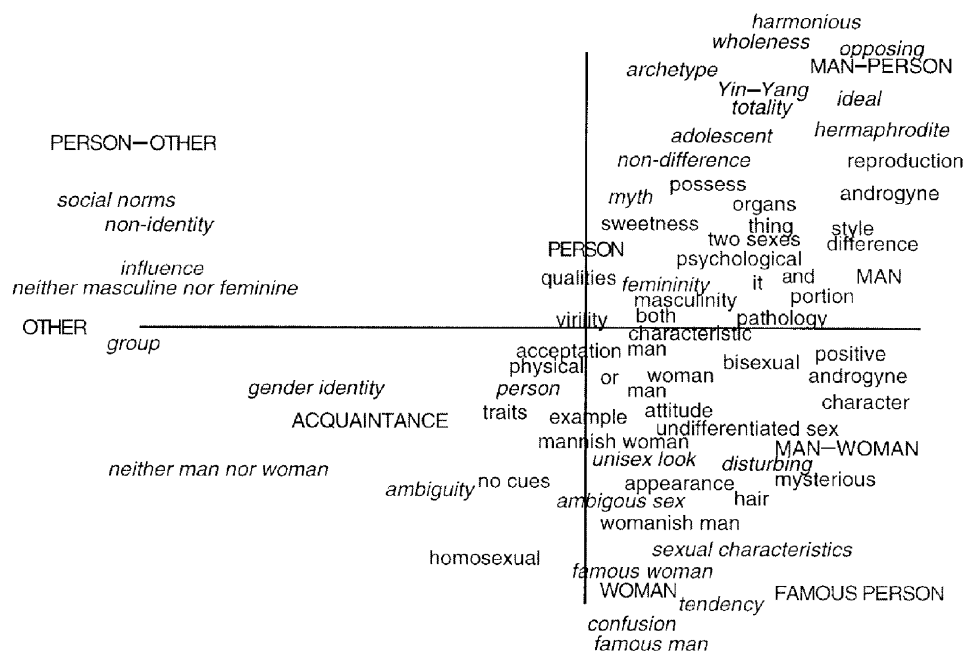 harmonious
wholeness
opposing
archetype
MAN–PERSON
Yin–Yang
totality
ideal
adolescent
hermaphrodite
PERSON–OTHER
non-difference
reproduction
possess
myth
androgyne
social norms
organs
non-identity
sweetness
thing
style
two sexes
difference
PERSON
psychological
influence
qualities
femininity
it
and
MAN
neither masculine nor feminine
masculinity
portion
virility
both
pathology
OTHER
characteristic
group
acceptation
man
bisexual
positive
physical
or
woman
androgyne
gender identity
person
man
character
ACQUAINTANCE
traits
example
attitude
undifferentiated sex
mannish woman
MAN–WOMAN
unisex look
disturbing
neither man nor woman
mysterious
ambiguity
no cues
appearance
ambigous sex
hair
womanish man
homosexual
sexual characteristics
famous woman
WOMAN
FAMOUS PERSON
tendency
confusion
famous man